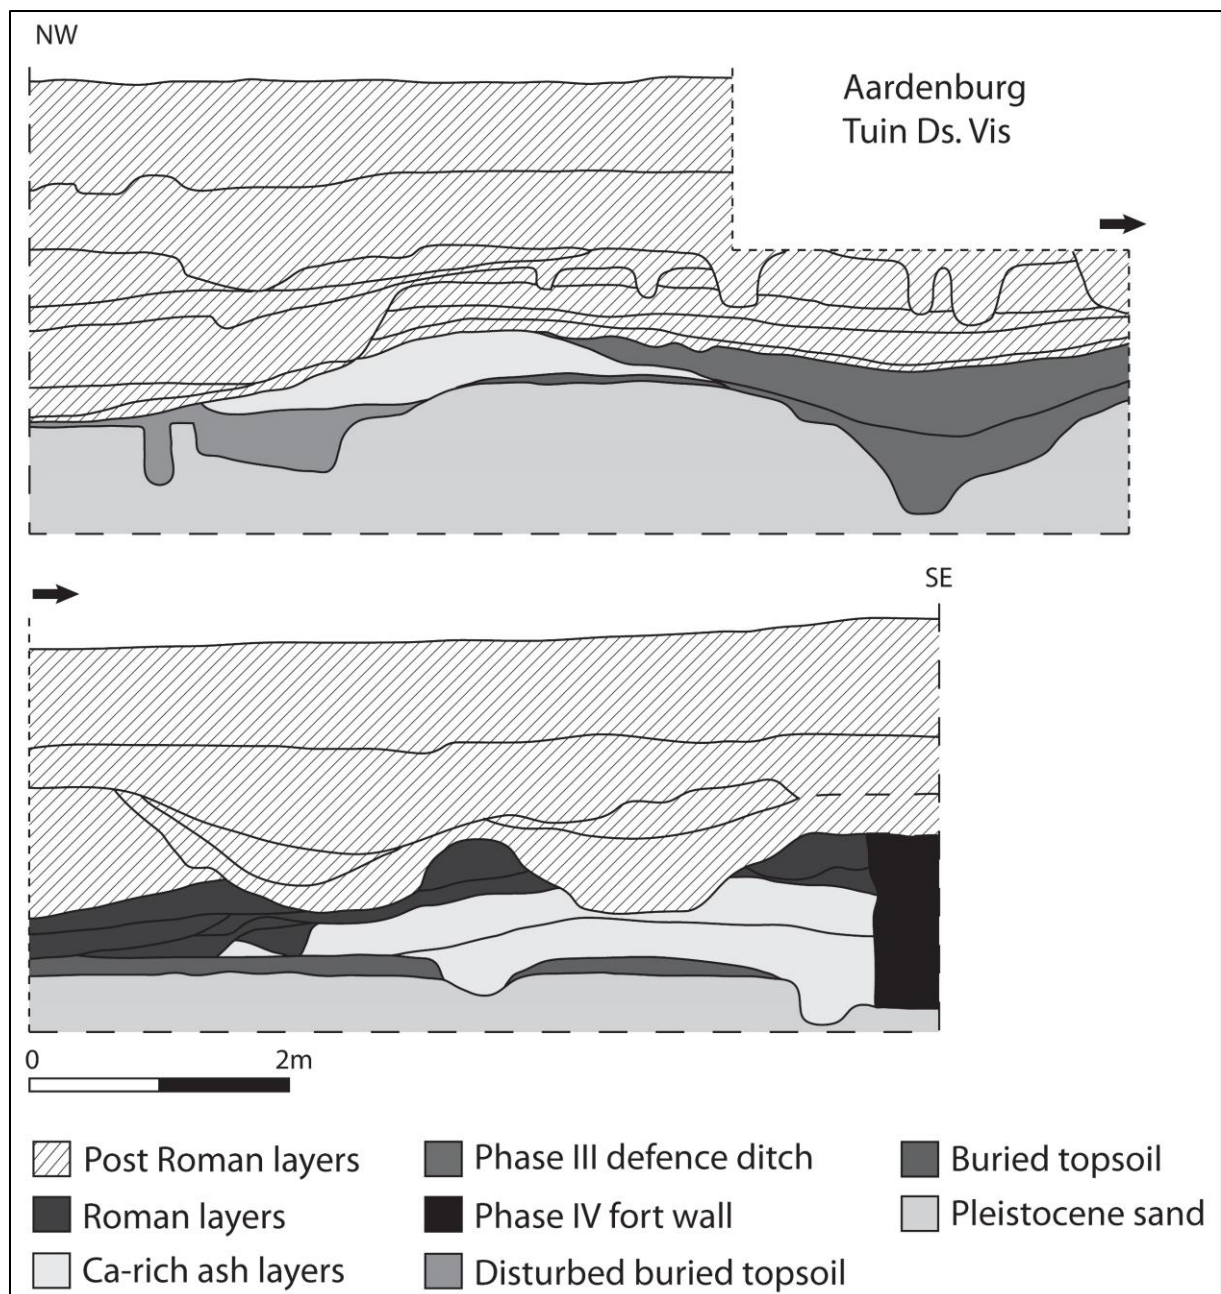 NW
Aardenburg
Tuin Ds. Vis
SE
0 2m
Post Roman layers
Phase III defence ditch
Buried topsoil
Roman layers
Phase IV fort wall
Pleistocene sand
Ca-rich ash layers
Disturbed buried topsoil